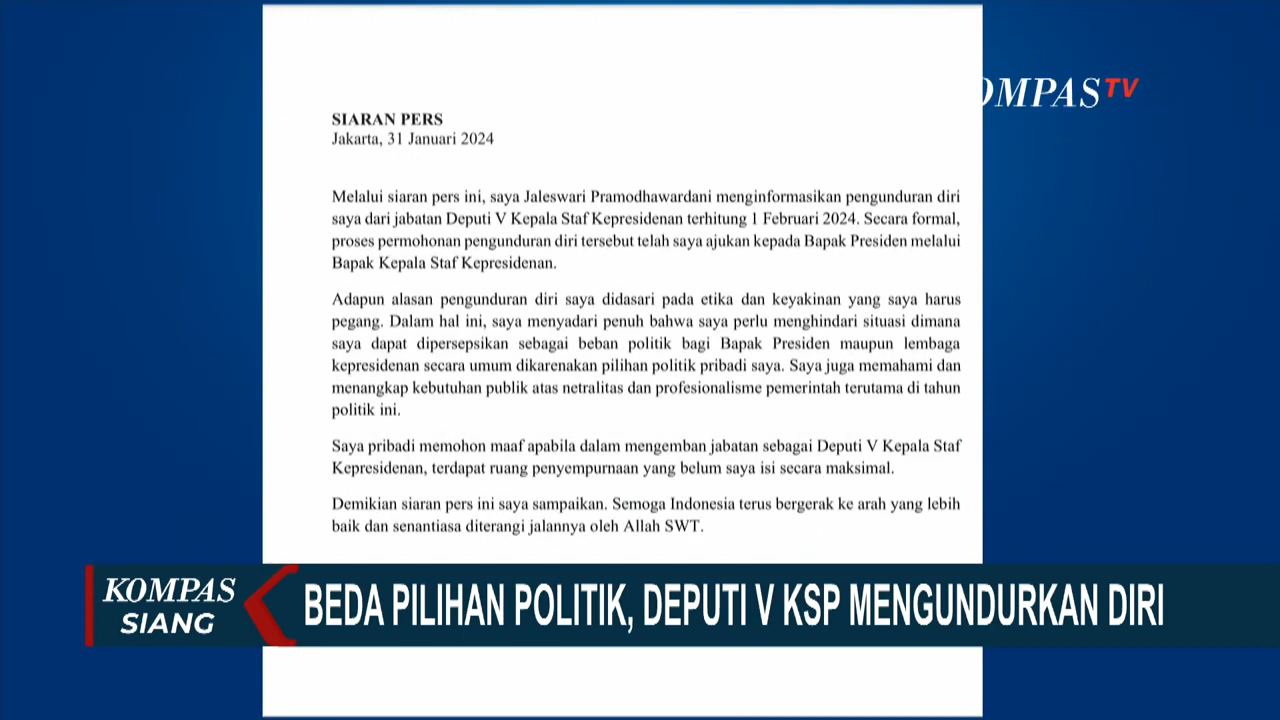 KOMPAS TV
SIARAN PERS
Jakarta, 31 Januari 2024
Melalui siaran pers ini, saya Jaleswari Pramodhawardani menginformasikan pengunduran diri
saya dari jabatan Deputi V Kepala Staf Kepresidenan terhitung 1 Februari 2024. Secara formal,
proses permohonan pengunduran diri tersebut telah saya ajukan kepada Bapak Presiden melalui
Bapak Kepala Staf Kepresidenan.
Adapun alasan pengunduran diri saya didasari pada etika dan keyakinan yang saya harus
pegang. Dalam hal ini, saya menyadari penuh bahwa saya perlu menghindari situasi dimana
saya dapat dipersepsikan sebagai beban politik bagi Bapak Presiden maupun lembaga
kepresidenan secara umum dikarenakan pilihan politik pribadi saya. Saya juga memahami dan
menangkap kebutuhan publik atas netralitas dan profesionalisme pemerintah terutama di tahun
politik ini.
Saya pribadi memohon maaf apabila dalam mengemban jabatan sebagai Deputi V Kepala Staf
Kepresidenan, terdapat ruang penyempurnaan yang belum saya isi secara maksimal.
Demikian siaran pers ini saya sampaikan. Semoga Indonesia terus bergerak ke arah yang lebih
baik dan senantiasa diterangi jalannya oleh Allah SWT.
KOMPAS
SIANG
BEDA PILIHAN POLITIK, DEPUTI V KSP MENGUNDURKAN DIRI